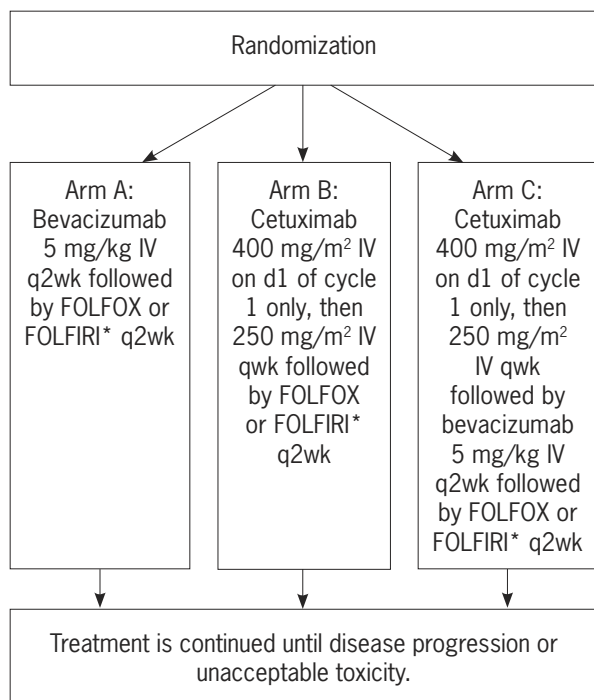 Randomization
Arm A:
Bevacizumab
5 mg/kg IV
q2wk followed
by FOLFOX or
FOLFIRI* q2wk
Arm B:
Cetuximab
400 mg/m² IV
on d1 of cycle
1 only, then
250 mg/m² IV
qwk followed
by FOLFOX
or FOLFIRI*
q2wk
Arm C:
Cetuximab
400 mg/m² IV
on d1 of cycle
1 only, then
250 mg/m²
IV qwk
followed by
bevacizumab
5 mg/kg IV
q2wk followed
by FOLFOX or
FOLFIRI* q2wk
Treatment is continued until disease progression or
unacceptable toxicity.